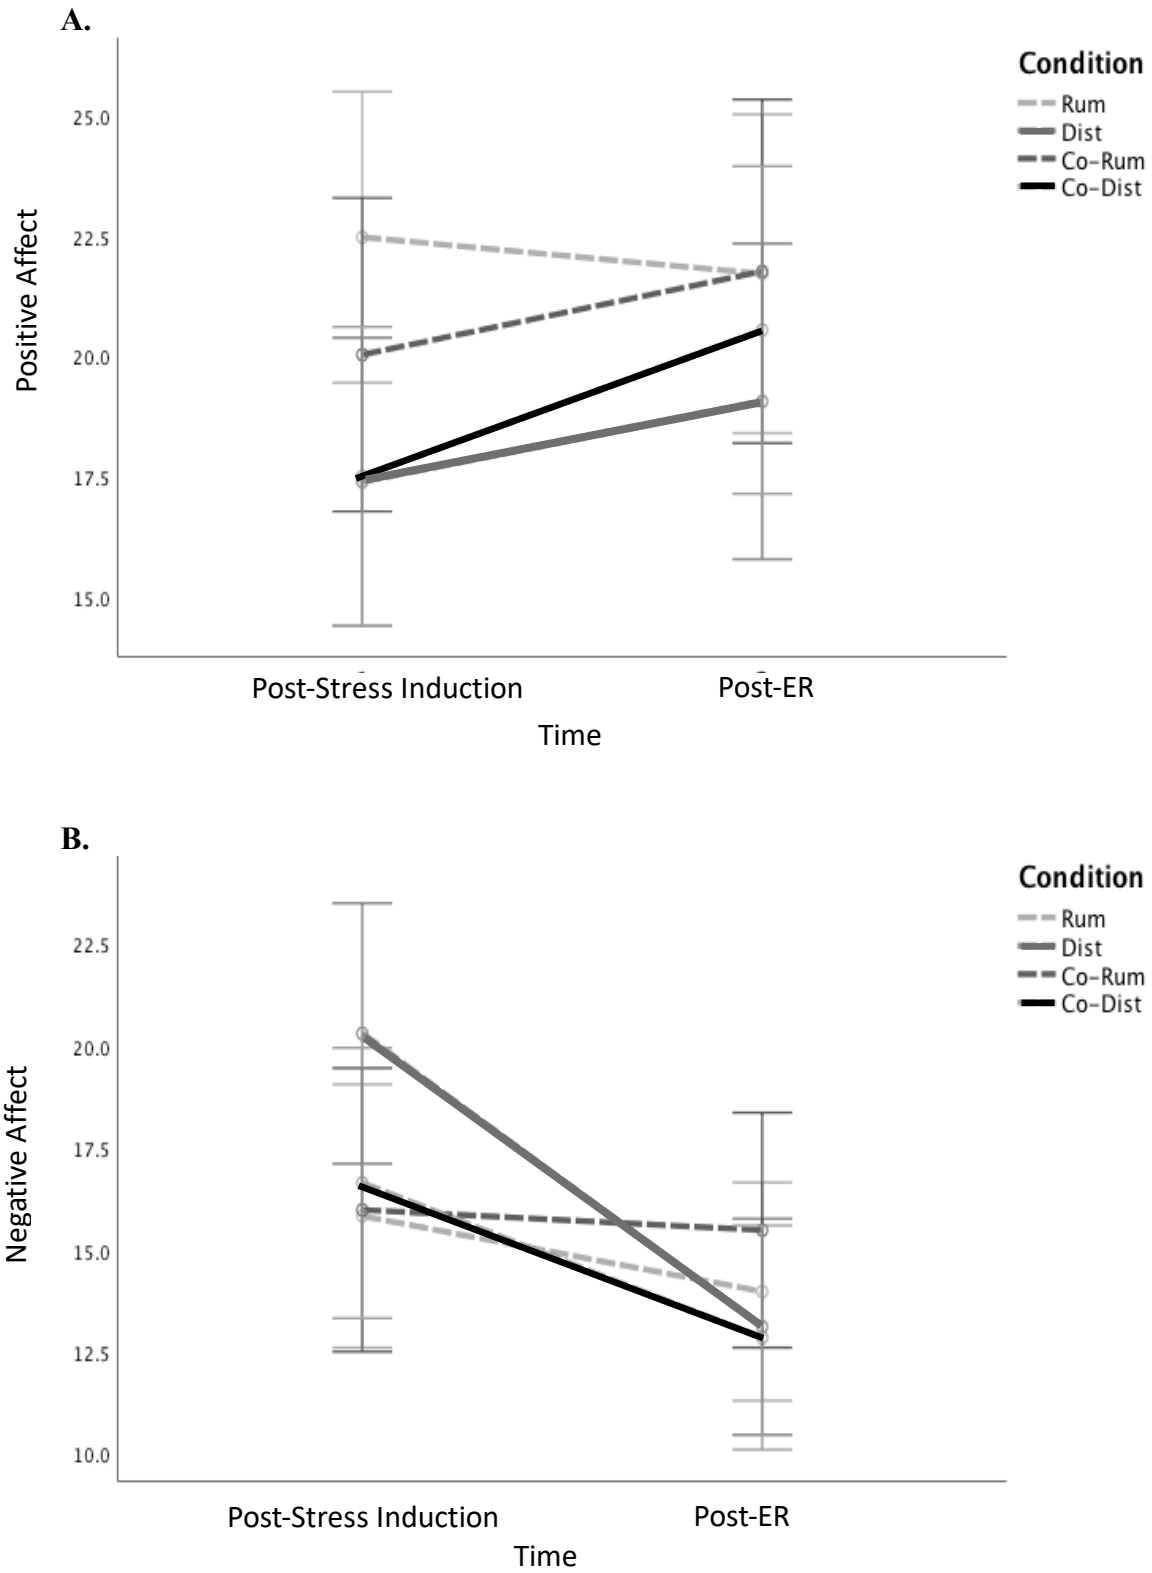 A.
Condition
Rum
Dist
Co-Rum
Co-Dist
Positive Affect
25.0
22.5
20.0
17.5
15.0
Post-Stress Induction
Post-ER
Time
B.
Condition
Rum
Dist
Co-Rum
Co-Dist
Negative Affect
22.5
20.0
17.5
15.0
12.5
10.0
Post-Stress Induction
Post-ER
Time